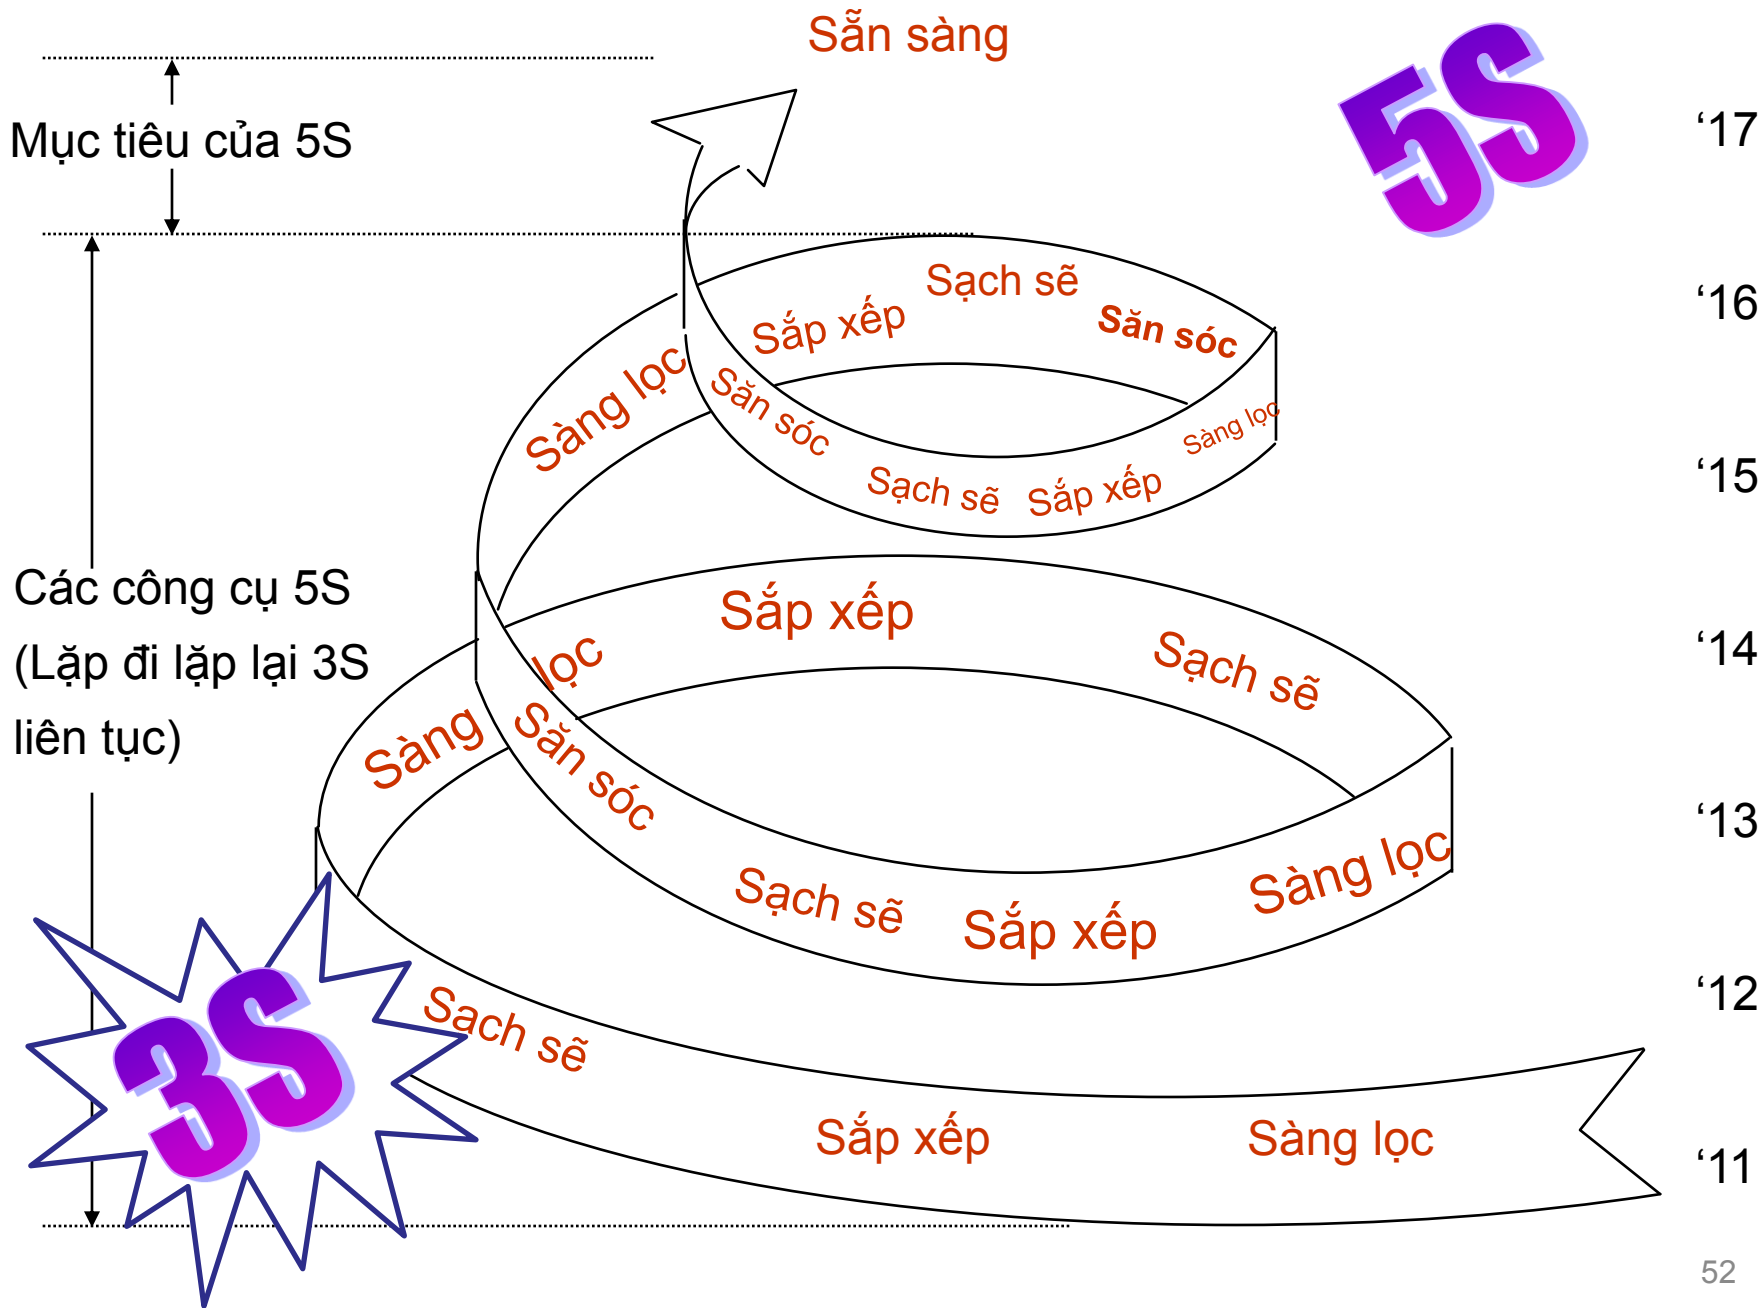 Sẵn sàng
5S
Mục tiêu của 5S
‘17
Sạch sẽ
Sắp xếp
Săn sóc
‘16
Sàng lọc
Săn sóc
Sạch sẽ
Sắp xếp
Sàng lọc
‘15
Các công cụ 5S
(Lặp đi lặp lại 3S
liên tục)
Sắp xếp
Sạch sẽ
‘14
Sàng lọc
Săn sóc
‘13
Sạch sẽ
Sắp xếp
Sàng lọc
‘12
3S
Sach sẽ
Sắp xếp
Sàng lọc
‘11
52